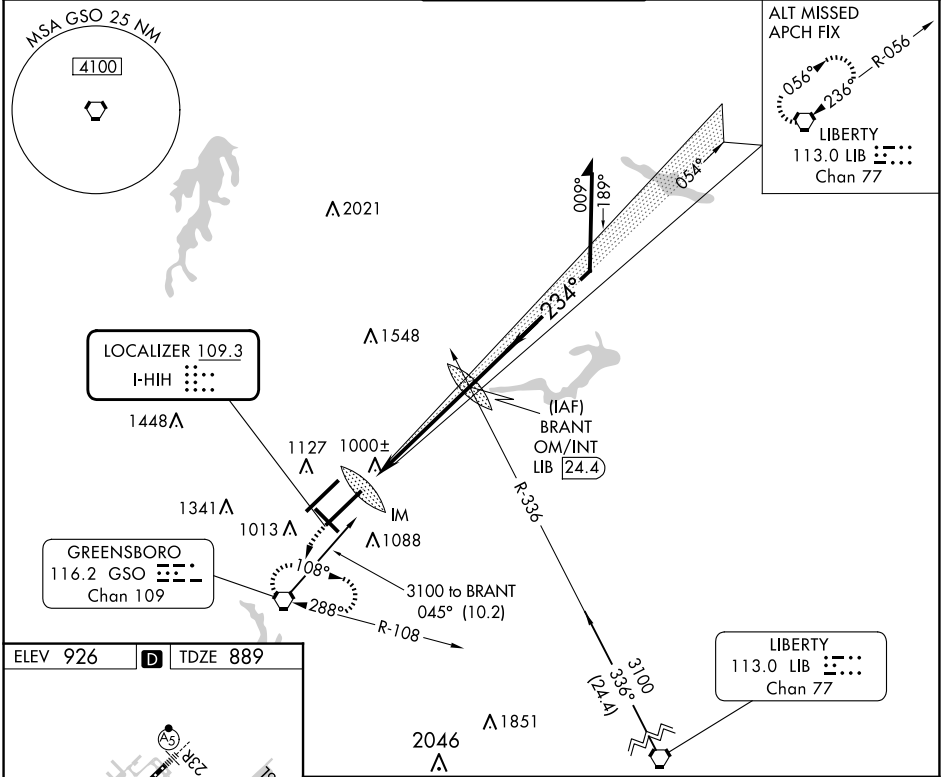 MSA GSO 25 NM
4100
ALT MISSED
APCH FIX
R-056
056°
236°
LIBERTY
113.0 LIB
Chan 77
2021
009°
189°
054°
234°
1548
LOCALIZER 109.3
I-HIH
(IAF)
BRANT
OM/INT
LIB 24.4
1448
1127
1000±
R-336
1341
1013
IM
1088
GREENSBORO
116.2 GSO
Chan 109
108°
288°
R-108
3100 to BRANT
045° (10.2)
3100
336°
(24.4)
LIBERTY
113.0 LIB
Chan 77
ELEV 926
D
TDZE 889
1851
2046
A5
23R